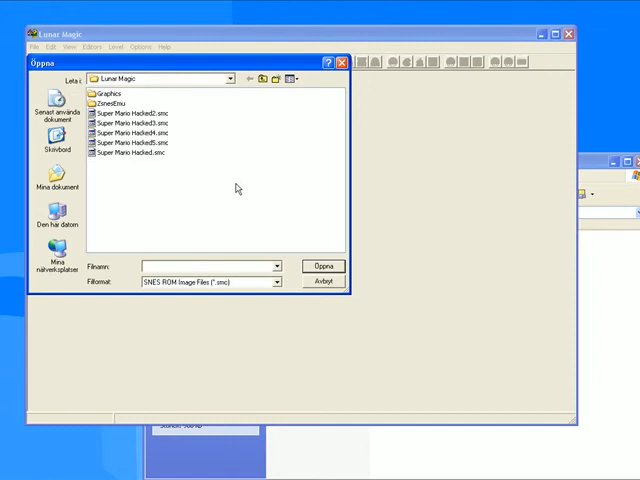 Lunar Magic
File Edit View Editors Level Options Help
Öppna
Leta i:
Lunar Magic
Graphics
ZsnesEmu
Super Mario Hacked2.smc
Super Mario Hacked3.smc
Super Mario Hacked4.smc
Super Mario Hacked5.smc
Super Mario Hacked.smc
Senast använda
dokument
Skrivbord
Mina dokument
Den här datorn
Mina
nätverksplatser
Filnamn:
Öppna
Filformat:
SNES ROM Image Files (*.smc)
Avbryt